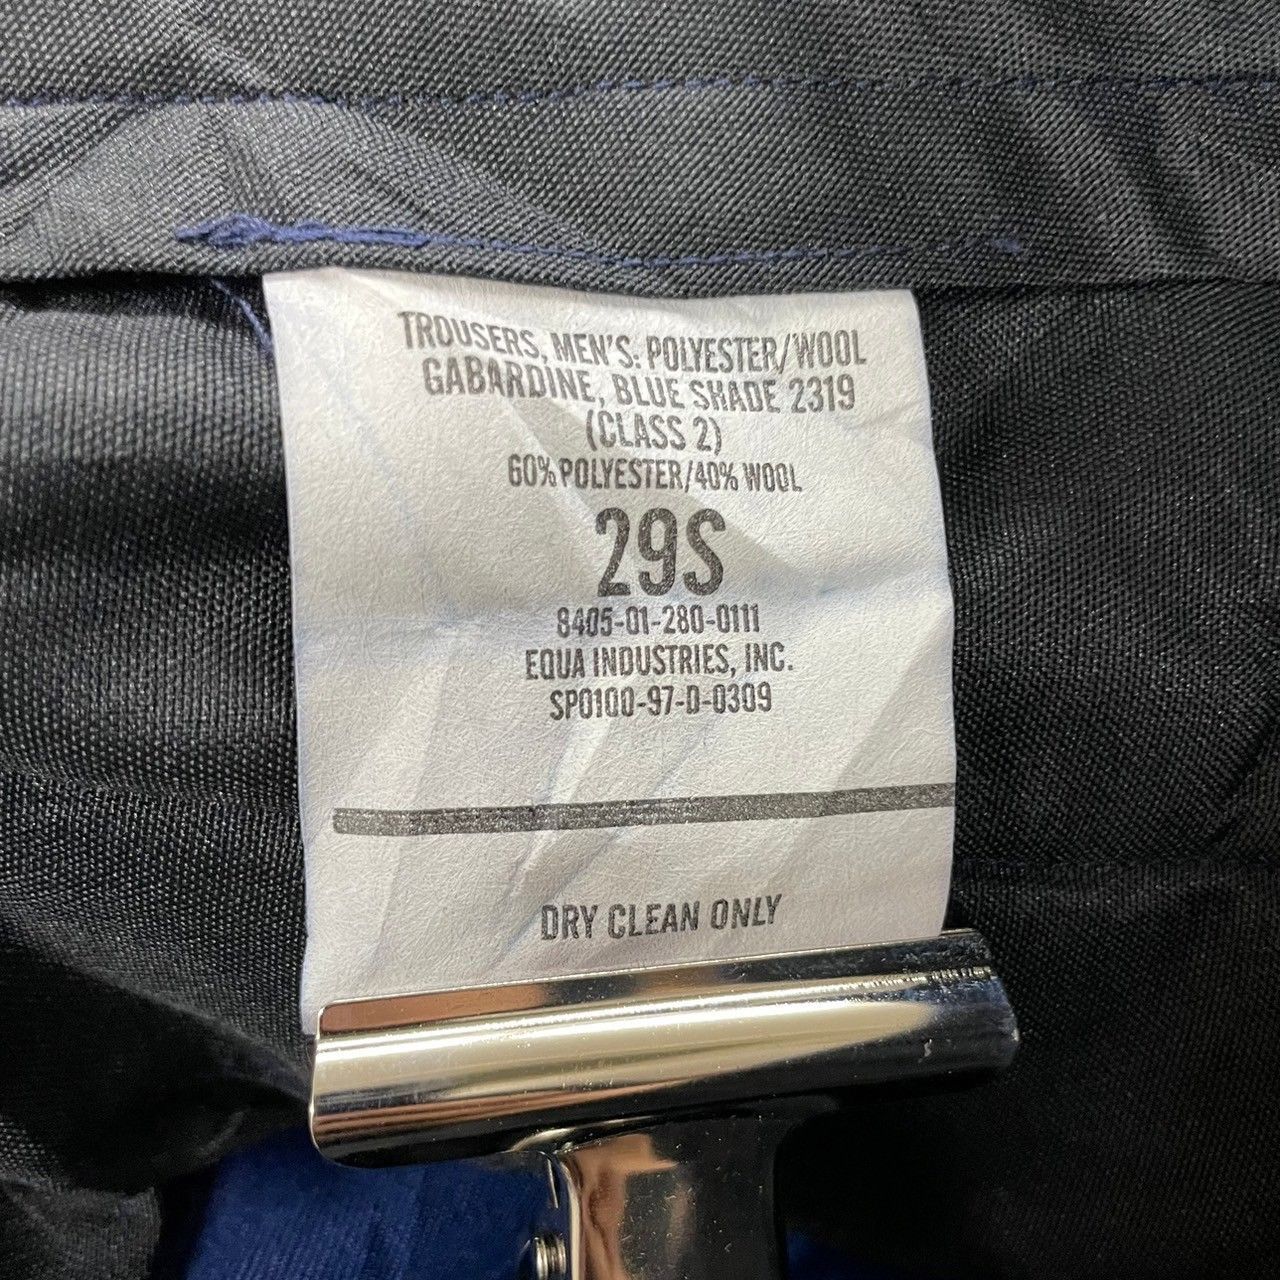 TROUSERS, MEN'S: POLYESTER/WOOL
GABARDINE, BLUE SHADE 2319
(CLASS 2)
60% POLYESTER/40% WOOL
29S
8405-01-280-0111
EQUA INDUSTRIES, INC.
SP0100-97-D-0309
DRY CLEAN ONLY